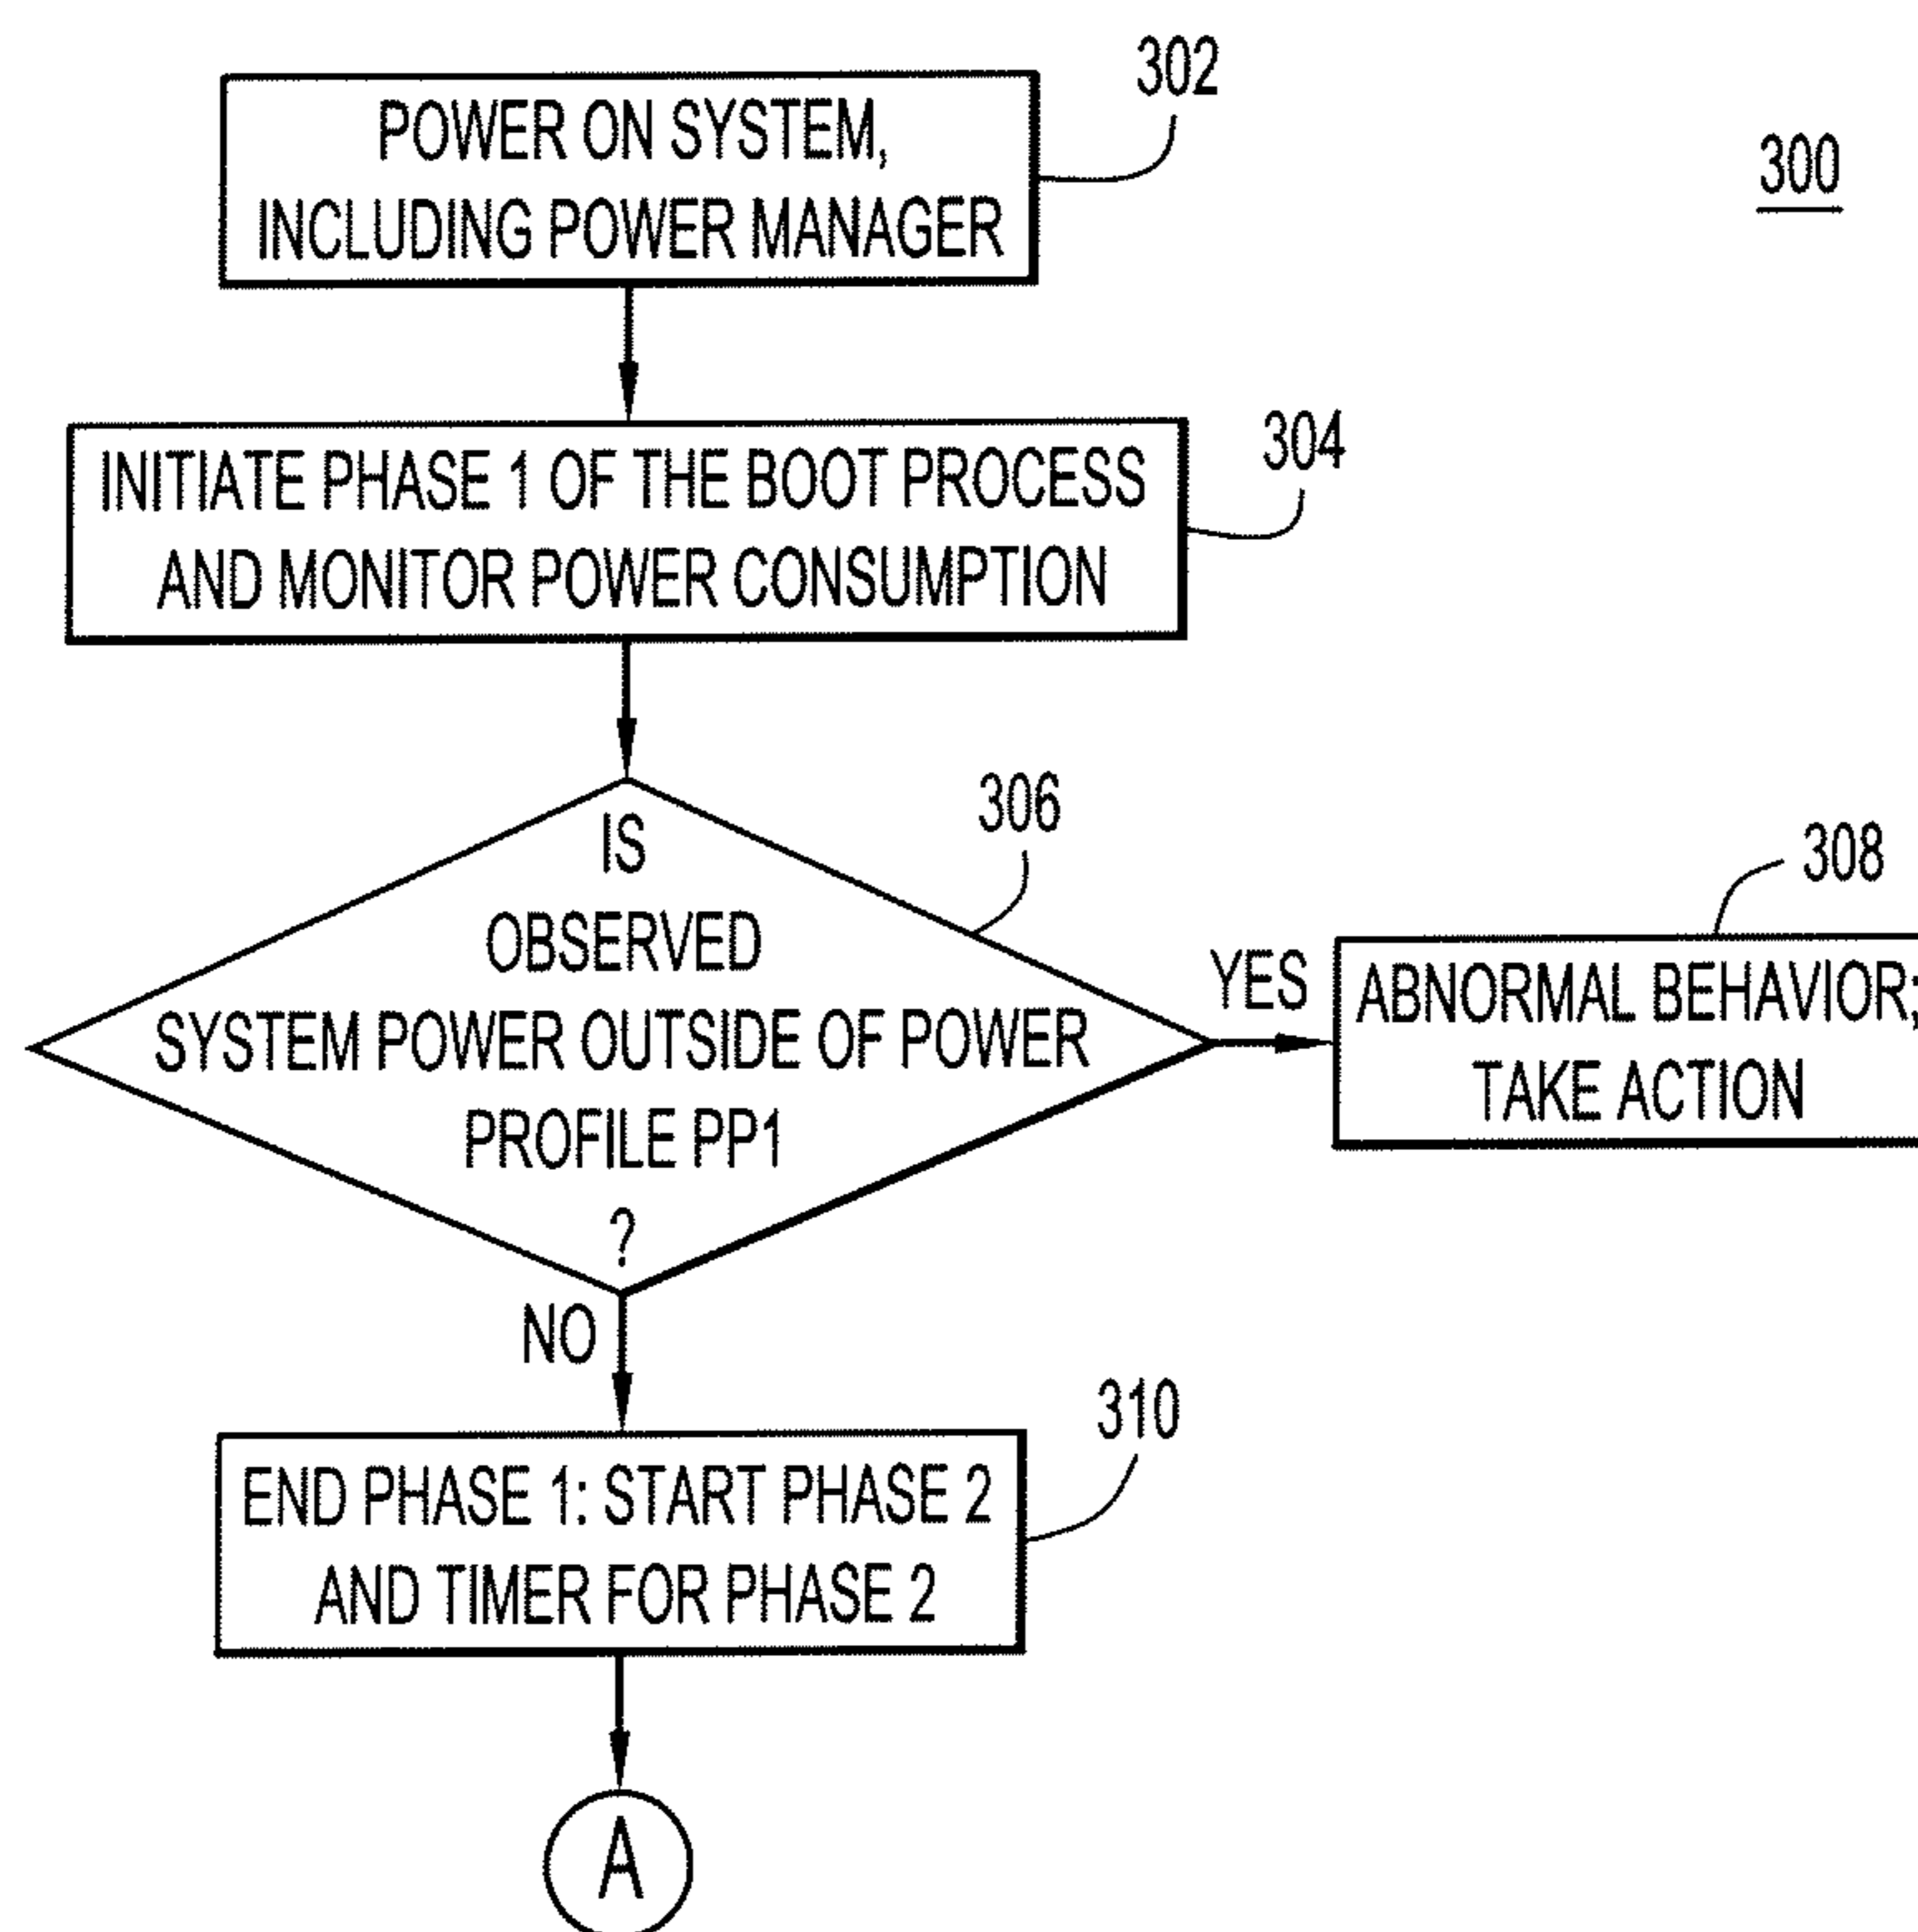 302
300
POWER ON SYSTEM,
INCLUDING POWER MANAGER
304
INITIATE PHASE 1 OF THE BOOT PROCESS
AND MONITOR POWER CONSUMPTION
306
IS
OBSERVED
SYSTEM POWER OUTSIDE OF POWER
PROFILE PP1
?
308
YES
ABNORMAL BEHAVIOR;
TAKE ACTION
NO
310
END PHASE 1: START PHASE 2
AND TIMER FOR PHASE 2
A